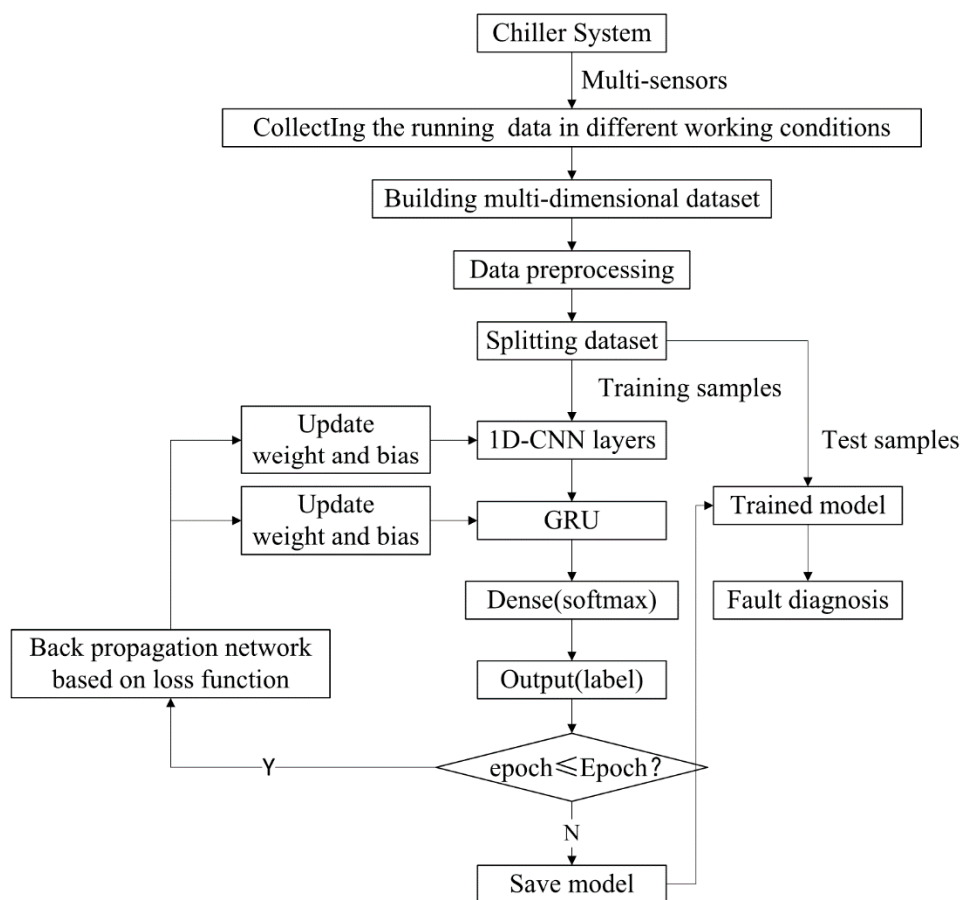 Chiller System
Multi-sensors
CollectIng the running data in different working conditions
Building multi-dimensional dataset
Data preprocessing
Splitting dataset
Training samples
Test samples
Update
weight and bias
1D-CNN layers
Update
weight and bias
GRU
Trained model
Dense(softmax)
Fault diagnosis
Back propagation network
based on loss function
Output(label)
epoch≤Epoch?
Y
N
Save model